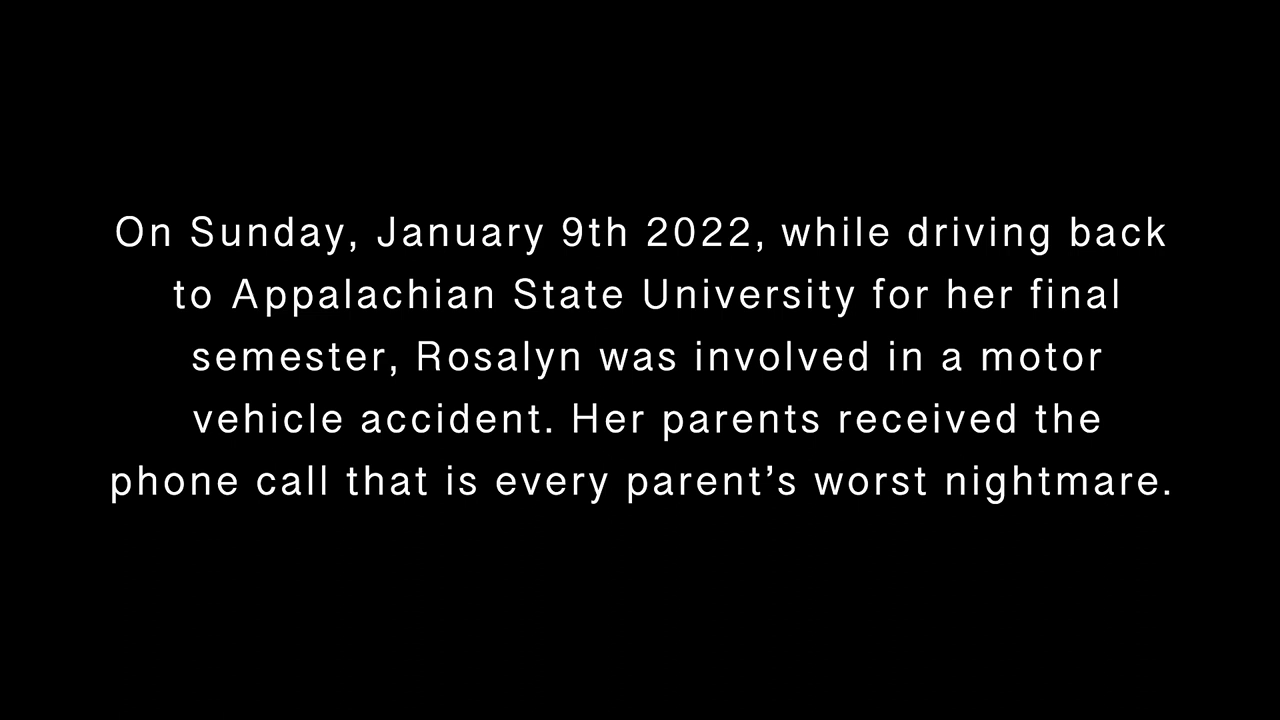 On Sunday, January 9th 2022, while driving back
to Appalachian State University for her final
semester, Rosalyn was involved in a motor
vehicle accident. Her parents received the
phone call that is every parent’s worst nightmare.